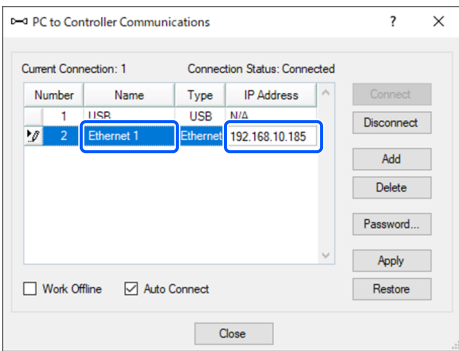 PC to Controller Communications ? ×
Current Connection: 1 Connection Status: Connected
Number Name Type IP Address Connect
1 USB USB N/A
Disconnect
2 Ethernet 1 Ethernet 192.168.10.185
Add
Delete
Password...
Apply
Work Offline Auto Connect Restore
Close